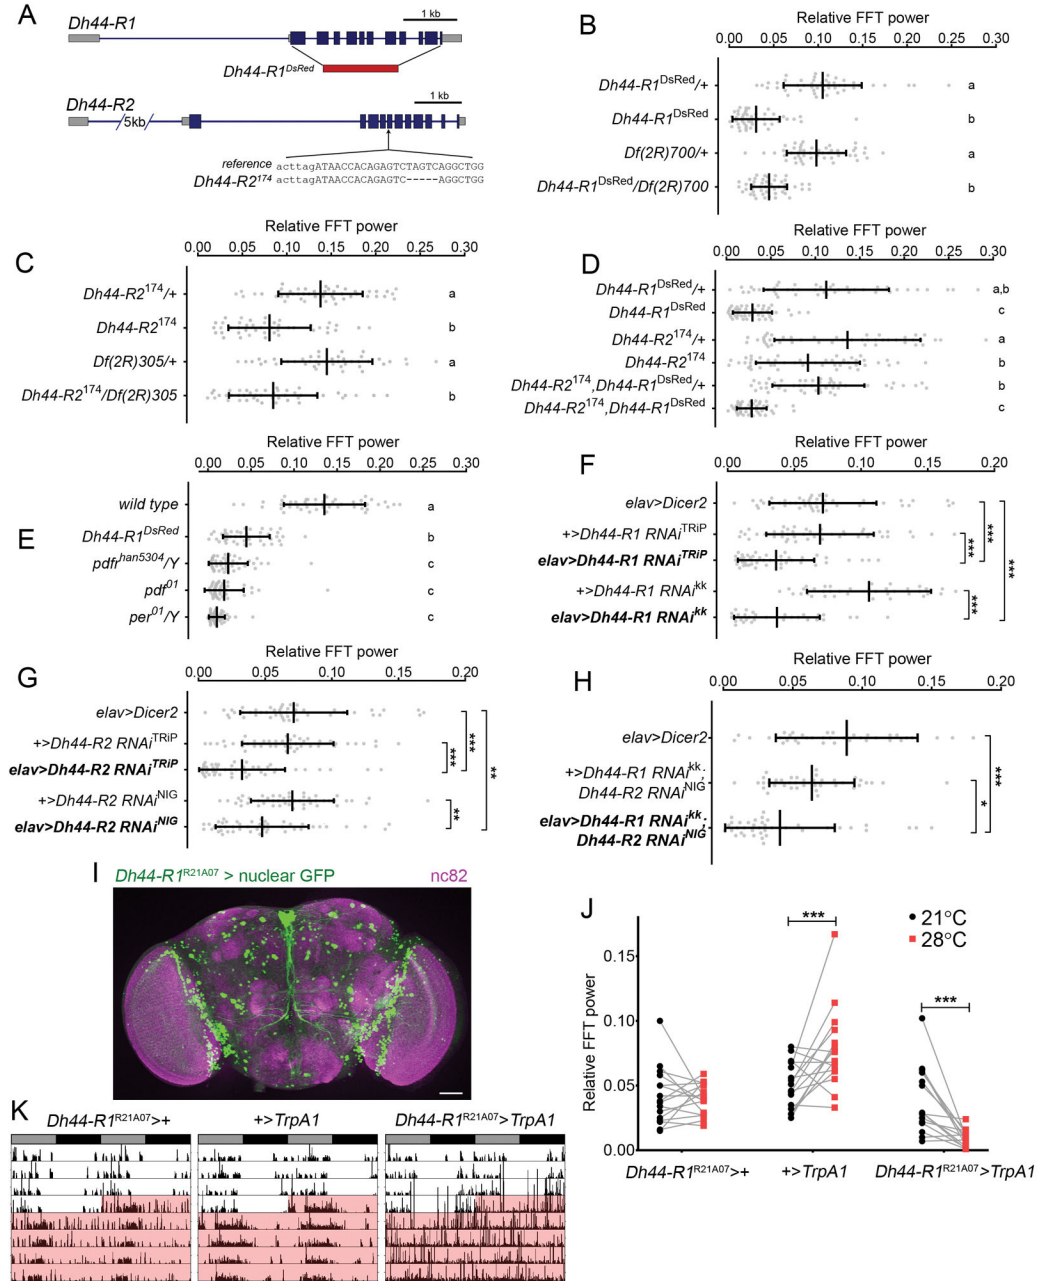 A
Dh44-R1
1 kb
Dh44-R1DsRed
Dh44-R2
1 kb
5kb
reference acttagATAACCACAGAGTCTAGTCAGGCTGG
Dh44-R2174 acttagATAACCACAGAGTC-----AGGCTGG
B
Relative FFT power
0.00 0.05 0.10 0.15 0.20 0.25 0.30
Dh44-R1DsRed/+ a
Dh44-R1DsRed b
Df(2R)700/+ a
Dh44-R1DsRed/Df(2R)700 b
C
Relative FFT power
0.00 0.05 0.10 0.15 0.20 0.25 0.30
Dh44-R2174/+ a
Dh44-R2174 b
Df(2R)305/+ a
Dh44-R2174/Df(2R)305 b
D
Relative FFT power
0.00 0.05 0.10 0.15 0.20 0.25 0.30
Dh44-R1DsRed/+ a,b
Dh44-R1DsRed c
Dh44-R2174/+ a
Dh44-R2174 b
Dh44-R2174,Dh44-R1DsRed/+ b
Dh44-R2174,Dh44-R1DsRed c
E
Relative FFT power
0.00 0.05 0.10 0.15 0.20 0.25 0.30
wild type a
Dh44-R1DsRed b
pdfrhan5304/Y c
pdf01 c
per01/Y c
F
Relative FFT power
0.00 0.05 0.10 0.15 0.20
elav>Dicer2
+>Dh44-R1 RNAiTRiP
elav>Dh44-R1 RNAiTRiP
+>Dh44-R1 RNAikk
elav>Dh44-R1 RNAikk
***
***
***
***
G
Relative FFT power
0.00 0.05 0.10 0.15 0.20
elav>Dicer2
+>Dh44-R2 RNAiTRiP
elav>Dh44-R2 RNAiTRiP
+>Dh44-R2 RNAiNIG
elav>Dh44-R2 RNAiNIG
***
***
**
**
H
Relative FFT power
0.00 0.05 0.10 0.15 0.20
elav>Dicer2
+>Dh44-R1 RNAikk;
Dh44-R2 RNAiNIG
elav>Dh44-R1 RNAikk;
Dh44-R2 RNAiNIG
*
***
I
Dh44-R1R21A07 > nuclear GFP nc82
J
21°C
28°C
Relative FFT power
0.15
0.10
0.05
0.00
***
***
Dh44-R1R21A07>+ +>TrpA1 Dh44-R1R21A07>TrpA1
K
Dh44-R1R21A07>+ +>TrpA1 Dh44-R1R21A07>TrpA1